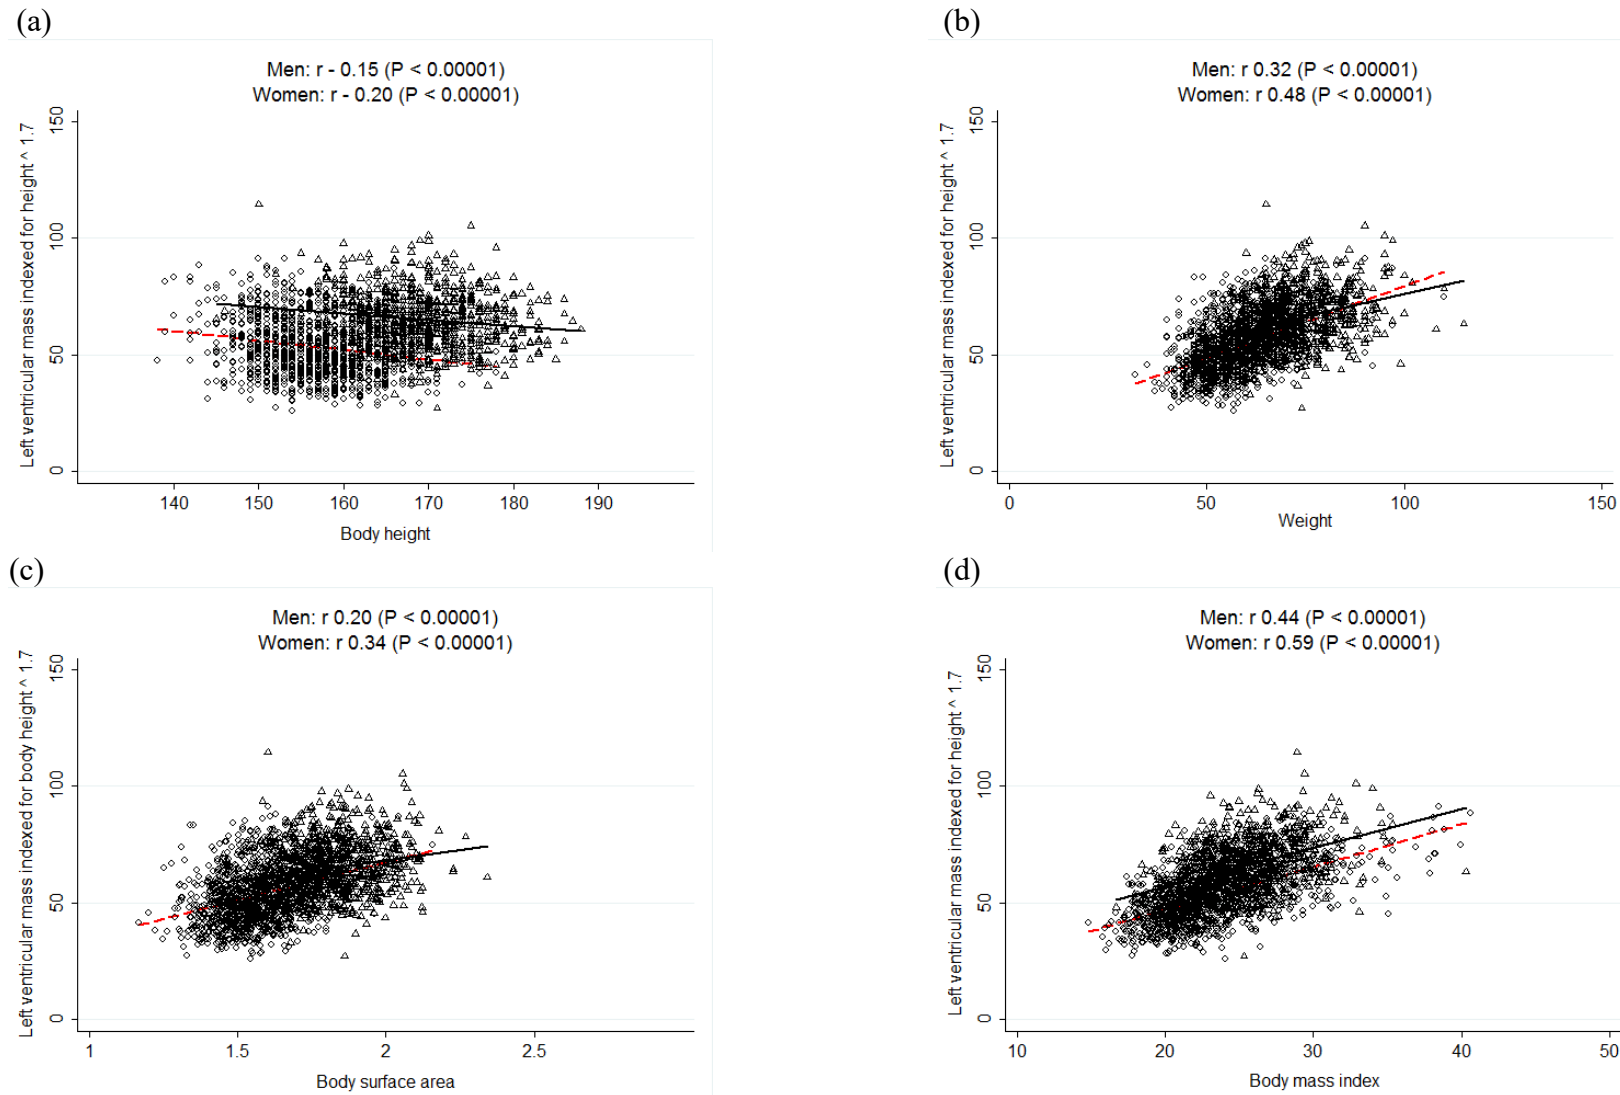 (a)
Men: r - 0.15 (P < 0.00001)
Women: r - 0.20 (P < 0.00001)
Left ventricular mass indexed for height ^ 1.7
150
100
50
0
140 150 160 170 180 190
Body height
(b)
Men: r 0.32 (P < 0.00001)
Women: r 0.48 (P < 0.00001)
Left ventricular mass indexed for height ^ 1.7
150
100
50
0
0 50 100 150
Weight
(c)
Men: r 0.20 (P < 0.00001)
Women: r 0.34 (P < 0.00001)
Left ventricular mass indexed for body height ^ 1.7
150
100
50
0
1 1.5 2 2.5
Body surface area
(d)
Men: r 0.44 (P < 0.00001)
Women: r 0.59 (P < 0.00001)
Left ventricular mass indexed for height ^ 1.7
150
100
50
0
10 20 30 40 50
Body mass index